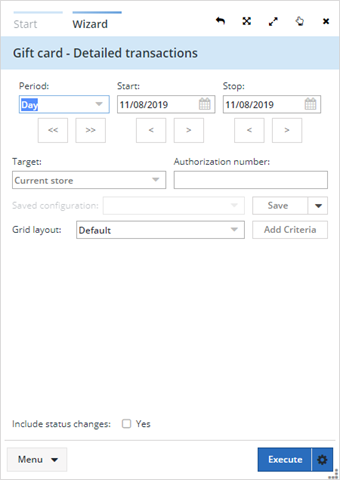 Start Wizard
Gift card - Detailed transactions
Period: Start: Stop:
Day 11/08/2019 11/08/2019
<< >> < > < >
Target: Authorization number:
Current store
Saved configuration: Save
Grid layout: Default Add Criteria
Include status changes: Yes
Menu Execute